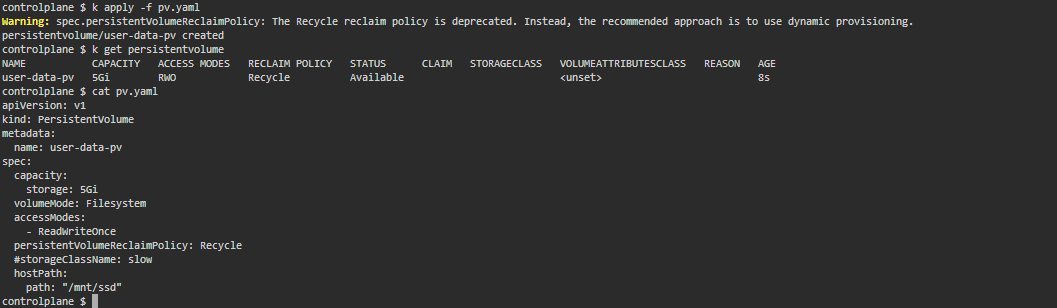 controlplane $ k apply -f pv.yaml
Warning: spec.persistentVolumeReclaimPolicy: The Recycle reclaim policy is deprecated. Instead, the recommended approach is to use dynamic provisioning.
persistentvolume/user-data-pv created
controlplane $ k get persistentvolume
NAME           CAPACITY   ACCESS MODES   RECLAIM POLICY   STATUS      CLAIM   STORAGECLASS   VOLUMEATTRIBUTESCLASS   REASON   AGE
user-data-pv   5Gi        RWO            Recycle          Available                          <unset>                          8s
controlplane $ cat pv.yaml
apiVersion: v1
kind: PersistentVolume
metadata:
  name: user-data-pv
spec:
  capacity:
    storage: 5Gi
  volumeMode: Filesystem
  accessModes:
    - ReadWriteOnce
  persistentVolumeReclaimPolicy: Recycle
  #storageClassName: slow
  hostPath:
    path: "/mnt/ssd"
controlplane $